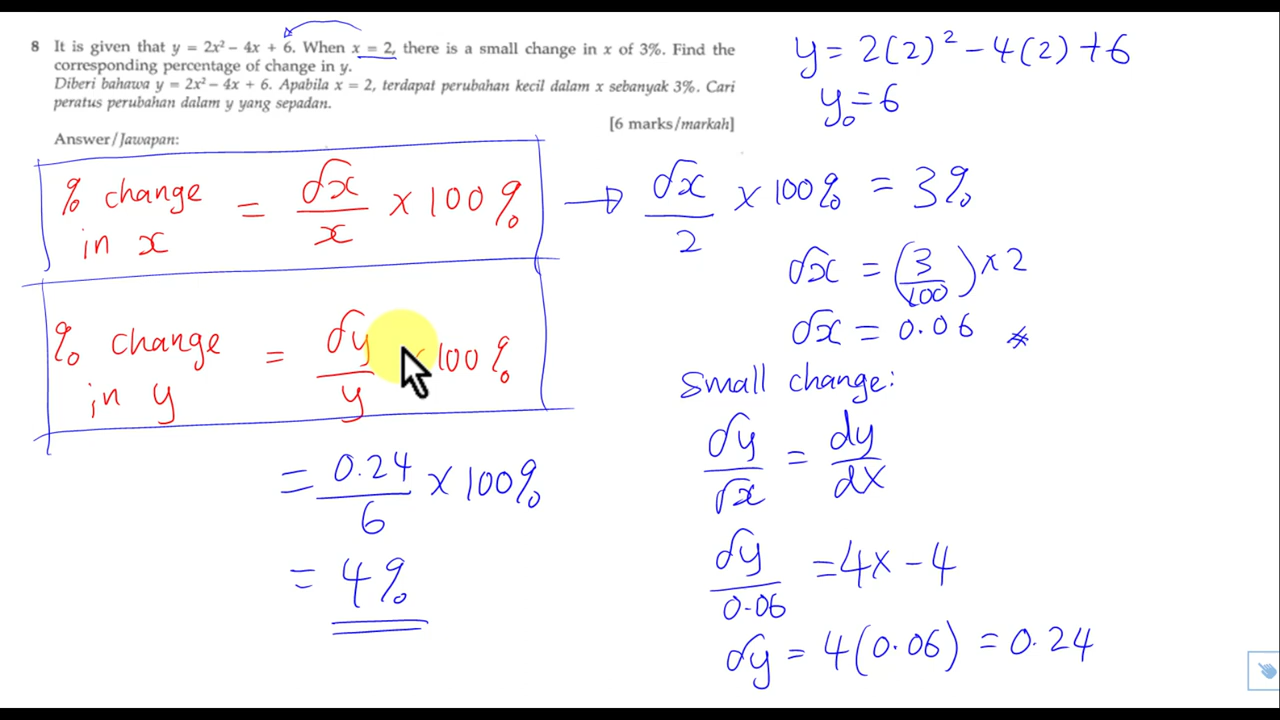 8 It is given that y = 2x² – 4x + 6. When x = 2, there is a small change in x of 3%. Find the
corresponding percentage of change in y.
Diberi bahawa y = 2x² – 4x + 6. Apabila x = 2, terdapat perubahan kecil dalam x sebanyak 3%. Cari
peratus perubahan dalam y yang sepadan.
[6 marks/markah]
Answer/Jawapan:
% change in x = δx/x × 100%
% change in y = δy/y × 100%
= 0.24/6 × 100%
= 4%
y = 2(2)² – 4(2) + 6
y₀ = 6
→ δx/2 × 100% = 3%
δx = (3/100) × 2
δx = 0.06 *
Small change:
δy/δx = dy/dx
δy/0.06 = 4x – 4
δy = 4(0.06) = 0.24